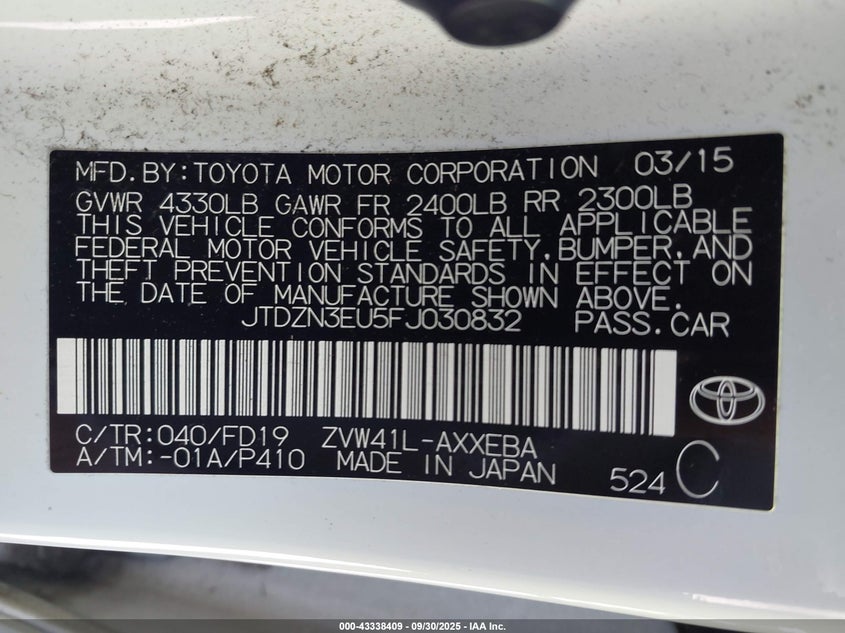 MFD.BY:TOYOTA MOTOR CORPORATION 03/15
GVWR 4330LB GAWR FR 2400LB RR 2300LB
THIS VEHICLE CONFORMS TO ALL APPLICABLE
FEDERAL MOTOR VEHICLE SAFETY,BUMPER,AND
THEFT PREVENTION STANDARDS IN EFFECT ON
THE DATE OF MANUFACTURE SHOWN ABOVE.
JTDZN3EU5FJ030832 PASS.CAR
C/TR:040/FD19 ZVW41L-AXXEBA
A/TM:-01A/P410 MADE IN JAPAN
524 C
000-43338409 - 09/30/2025 - IAA Inc.